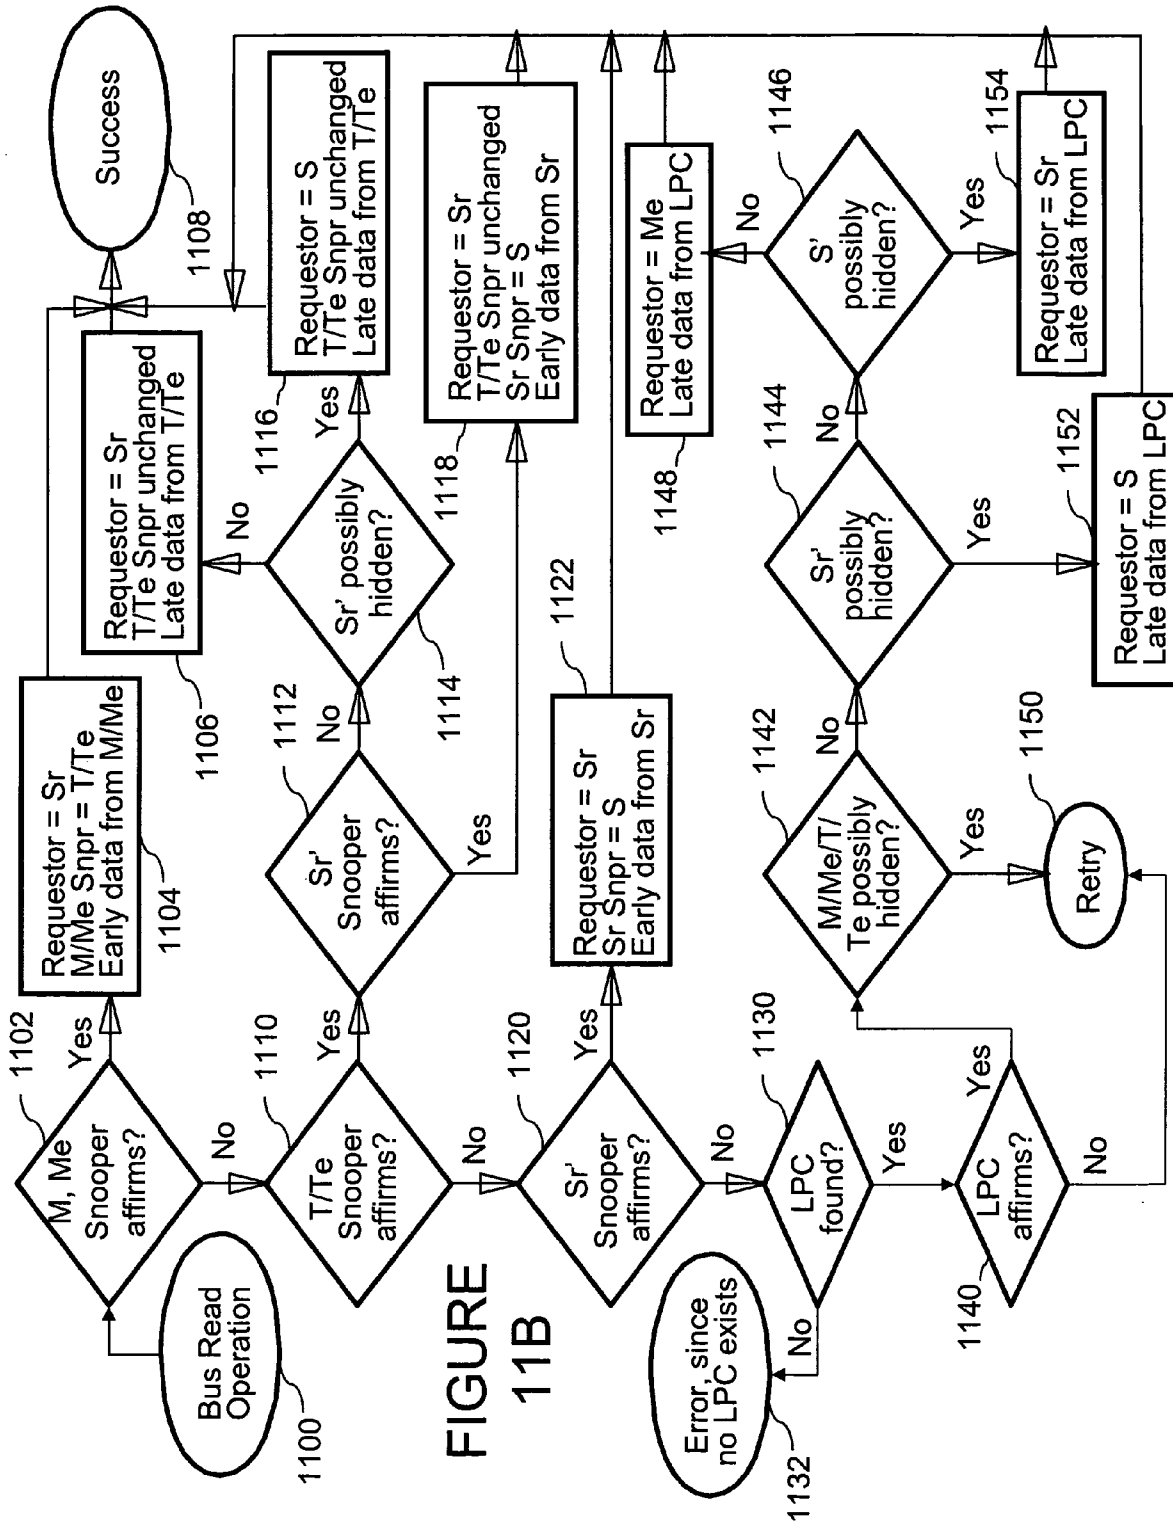 Bus Read
Operation
1100
M, Me
Snooper
affirms?
1102
Yes
No
Requestor = Sr
M/Me Snpr = T/Te
Early data from M/Me
1104
Requestor = Sr
T/Te Snpr unchanged
Late data from T/Te
1106
Success
1108
T/Te
Snooper
affirms?
1110
Yes
No
Sr'
Snooper
affirms?
1112
No
Yes
Sr' possibly
hidden?
1114
No
Yes
Requestor = S
T/Te Snpr unchanged
Late data from T/Te
1116
Requestor = Sr
T/Te Snpr unchanged
Sr Snpr = S
Early data from Sr
1118
Sr'
Snooper
affirms?
1120
Yes
No
Requestor = Sr
Sr Snpr = S
Early data from Sr
1122
FIGURE
11B
LPC
found?
1130
No
Yes
Error, since
no LPC exists
1132
LPC
affirms?
1140
Yes
No
M/Me/T/
Te possibly
hidden?
1142
No
Yes
Retry
1150
Sr'
possibly
hidden?
1144
No
Yes
S'
possibly
hidden?
1146
No
Yes
Requestor = Me
Late data from LPC
1148
Requestor = S
Late data from LPC
1152
Requestor = Sr
Late data from LPC
1154